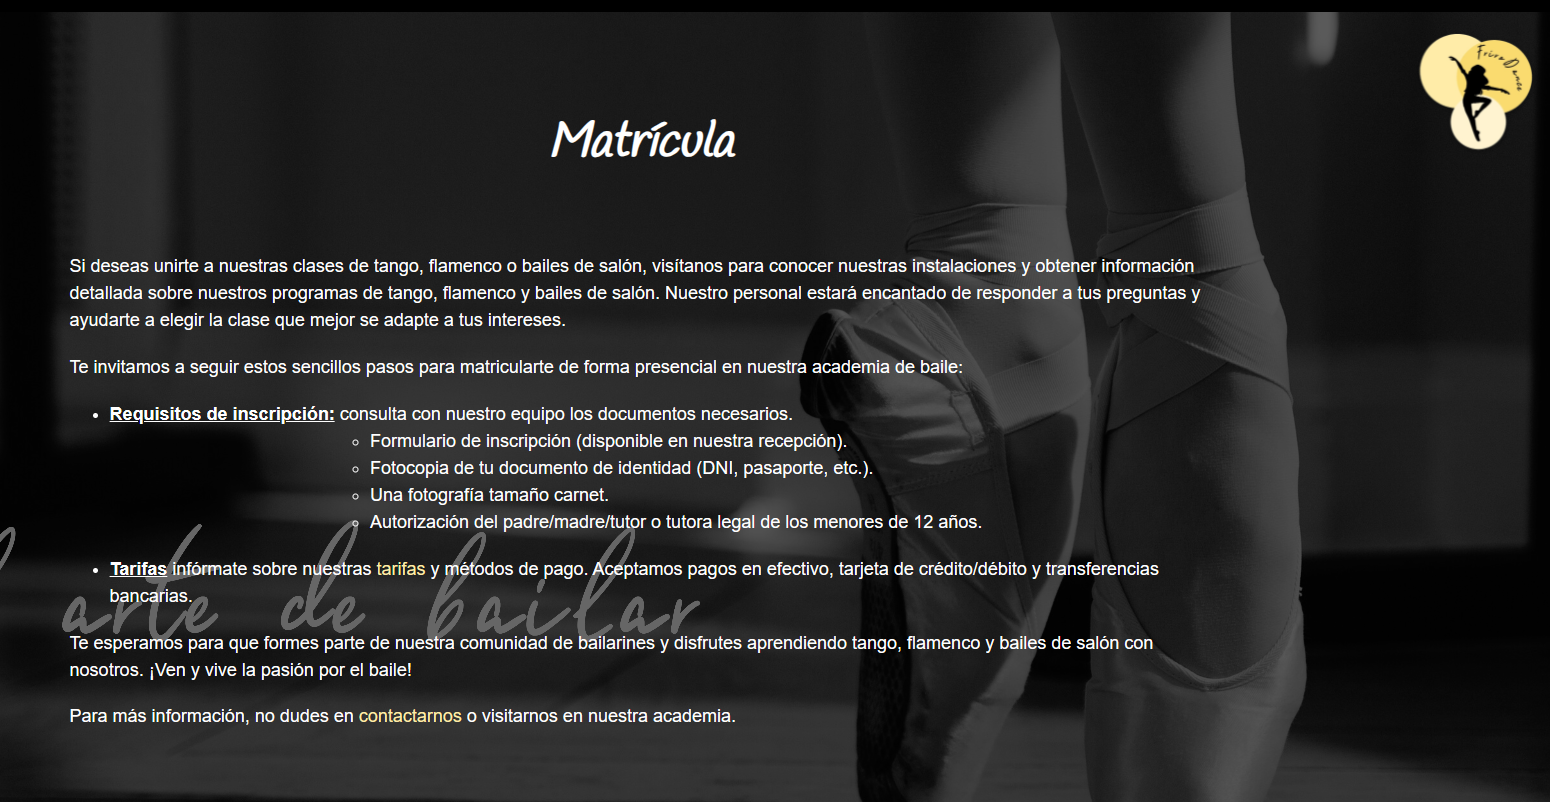 Frive Dance
Matrícula
Si deseas unirte a nuestras clases de tango, flamenco o bailes de salón, visítanos para conocer nuestras instalaciones y obtener información
detallada sobre nuestros programas de tango, flamenco y bailes de salón. Nuestro personal estará encantado de responder a tus preguntas y
ayudarte a elegir la clase que mejor se adapte a tus intereses.
Te invitamos a seguir estos sencillos pasos para matricularte de forma presencial en nuestra academia de baile:
• Requisitos de inscripción: consulta con nuestro equipo los documentos necesarios.
◦ Formulario de inscripción (disponible en nuestra recepción).
◦ Fotocopia de tu documento de identidad (DNI, pasaporte, etc.).
◦ Una fotografía tamaño carnet.
◦ Autorización del padre/madre/tutor o tutora legal de los menores de 12 años.
• Tarifas infórmate sobre nuestras tarifas y métodos de pago. Aceptamos pagos en efectivo, tarjeta de crédito/débito y transferencias
bancarias.
arte de bailar
Te esperamos para que formes parte de nuestra comunidad de bailarines y disfrutes aprendiendo tango, flamenco y bailes de salón con
nosotros. ¡Ven y vive la pasión por el baile!
Para más información, no dudes en contactarnos o visitarnos en nuestra academia.